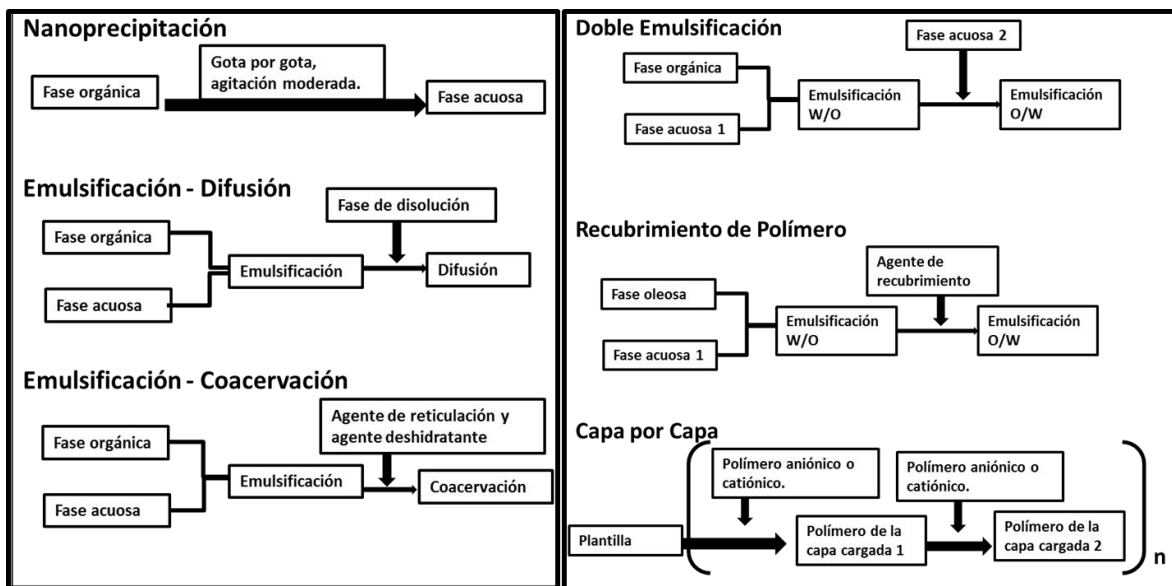 Nanoprecipitación
Gota por gota,
agitación moderada.
Fase orgánica
Fase acuosa
Emulsificación - Difusión
Fase de disolución
Fase orgánica
Emulsificación
Difusión
Fase acuosa
Emulsificación - Coacervación
Agente de reticulación y
agente deshidratante
Fase orgánica
Emulsificación
Coacervación
Fase acuosa
Doble Emulsificación
Fase acuosa 2
Fase orgánica
Emulsificación
W/O
Emulsificación
O/W
Fase acuosa 1
Recubrimiento de Polímero
Agente de
recubrimiento
Fase oleosa
Emulsificación
W/O
Emulsificación
O/W
Fase acuosa 1
Capa por Capa
Polímero aniónico o
catiónico.
Polímero aniónico o
catiónico.
Plantilla
Polímero de la
capa cargada 1
Polímero de la
capa cargada 2
n